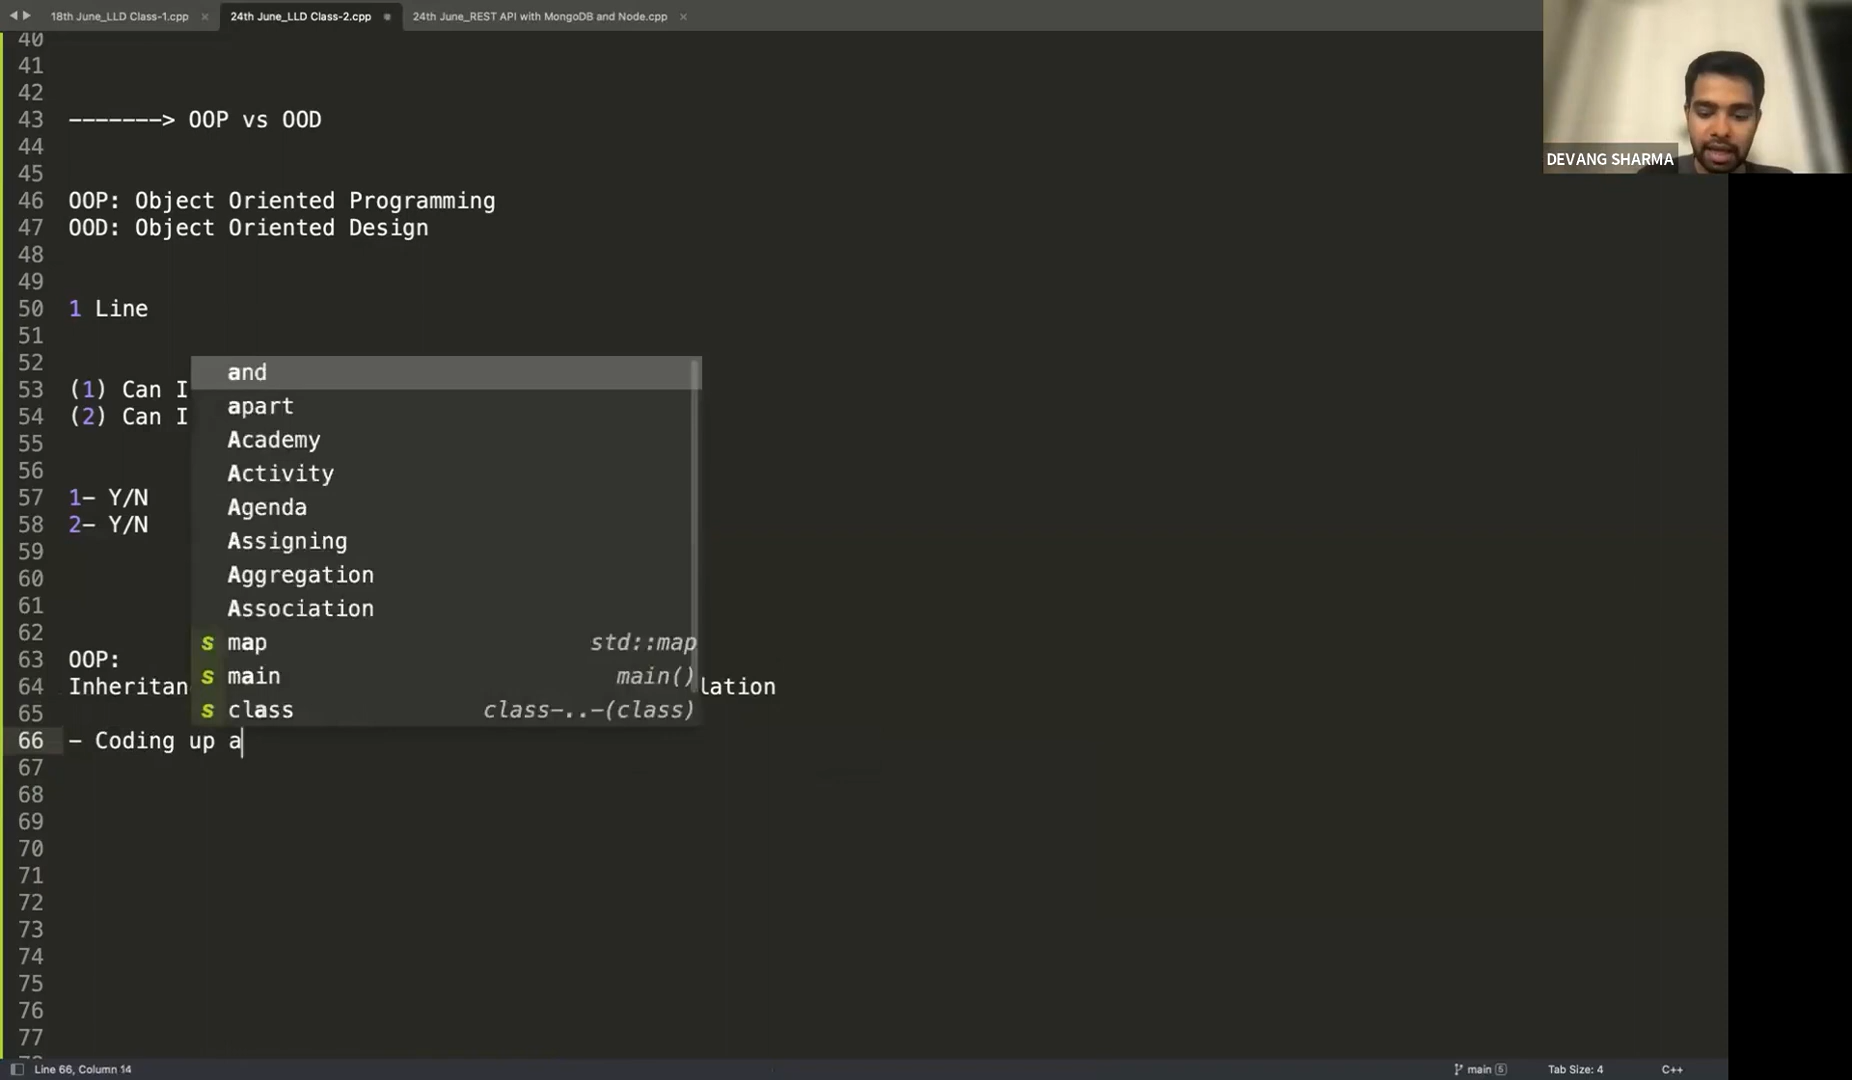 18th June_LLD Class-1.cpp
24th June_LLD Class-2.cpp
24th June_REST API with MongoDB and Node.cpp
DEVANG SHARMA
40
41
42
43 -------> OOP vs OOD
44
45
46 OOP: Object Oriented Programming
47 OOD: Object Oriented Design
48
49
50 1 Line
51
52
53 (1) Can I
54 (2) Can I
55
56
57 1- Y/N
58 2- Y/N
59
60
61
62
63 OOP:
64 Inheritan lation
65
66 - Coding up a
67
68
69
70
71
72
73
74
75
76
77
and
apart
Academy
Activity
Agenda
Assigning
Aggregation
Association
s map std::map
s main main()
s class class-..-(class)
Line 66, Column 14
main 5
Tab Size: 4
C++